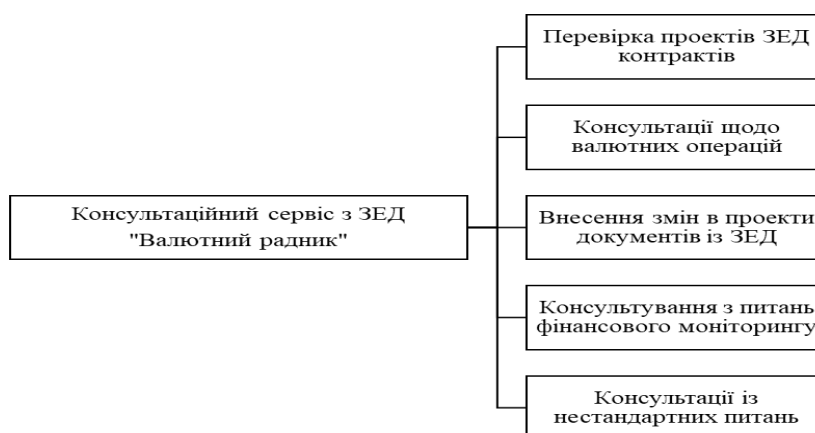 Перевірка проектів ЗЕД
контрактів
Консультації щодо
валютних операцій
Консультаційний сервіс з ЗЕД
"Валютний радник"
Внесення змін в проекти
документів із ЗЕД
Консультування з питань
фінансового моніторингу
Консультації із
нестандартних питань